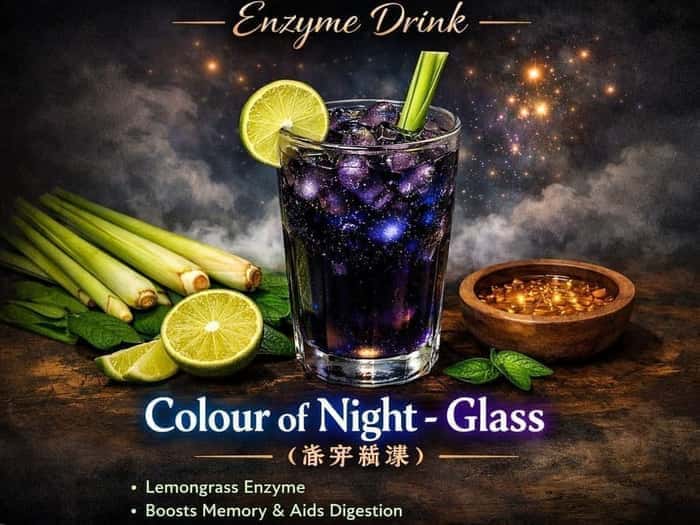 Enzyme Drink
Colour of Night - Glass
• Lemongrass Enzyme
• Boosts Memory & Aids Digestion